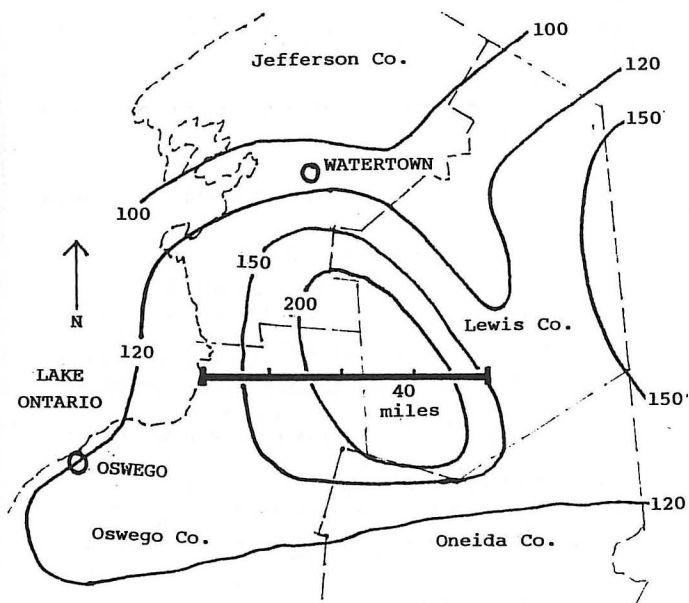 100
Jefferson Co.
120
150
WATERTOWN
100
150
N
200
Lewis Co.
120
LAKE
ONTARIO
40
miles
150
OSWEGO
120
Oswego Co.
Oneida Co.